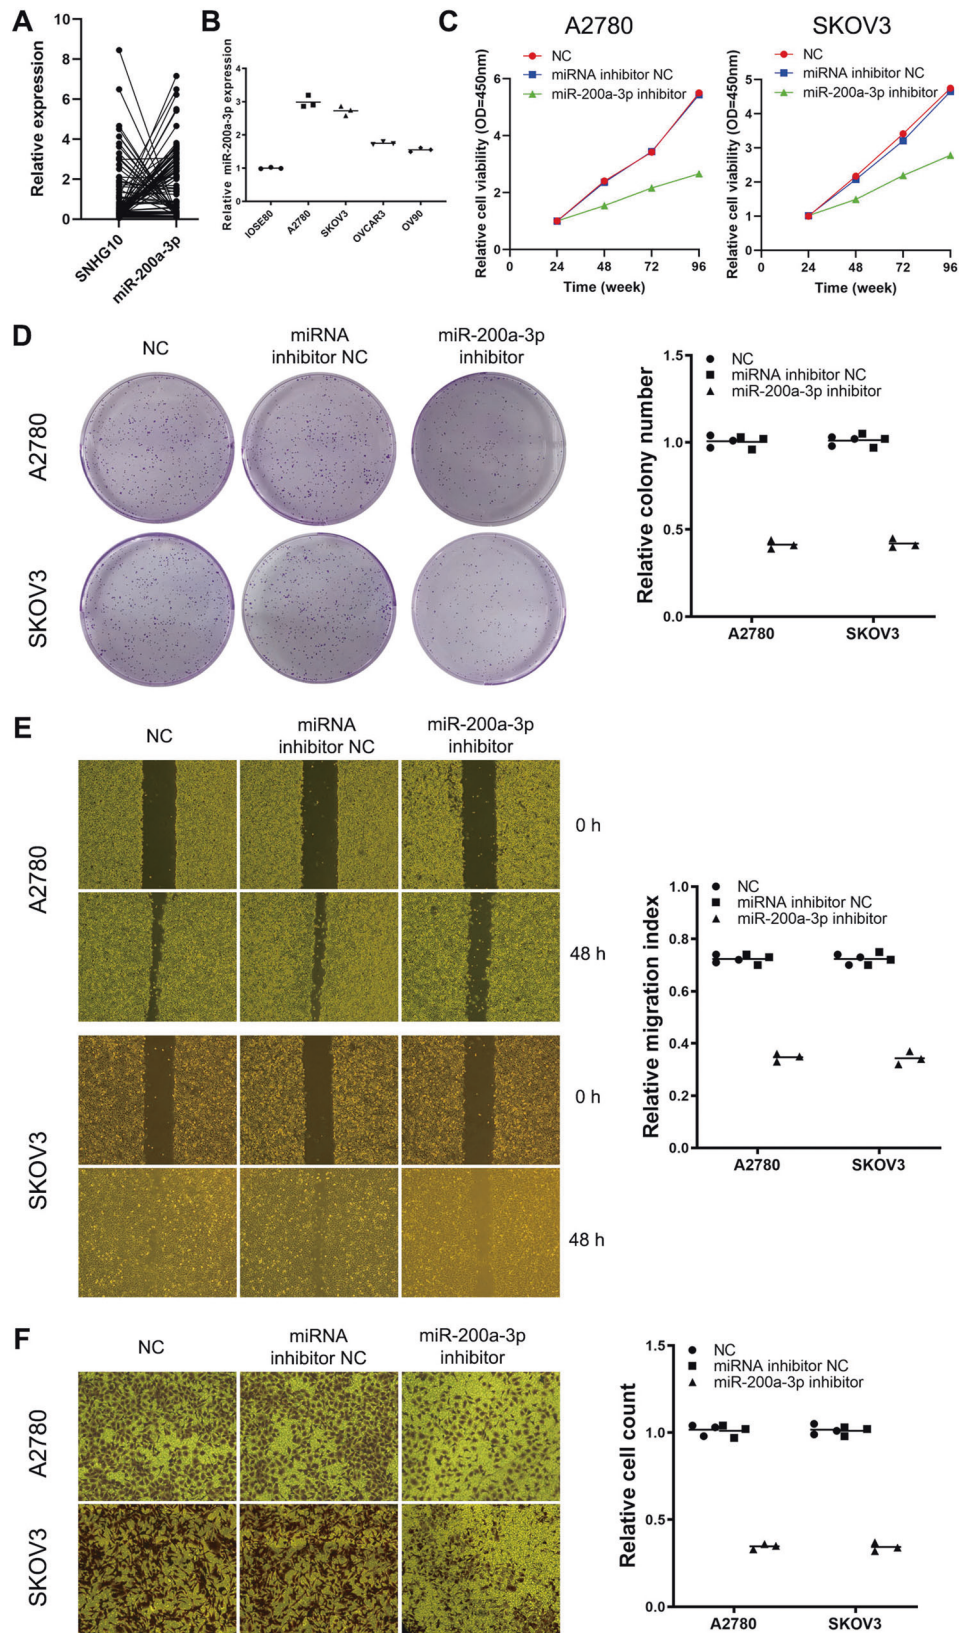 A
Relative expression
10
8
6
4
2
0
SNHG10
miR-200a-3p
B
Relative miR-200a-3p expression
4
3
2
1
0
IOSE80
A2780
SKOV3
OVCAR3
OV90
C
A2780
NC
miRNA inhibitor NC
miR-200a-3p inhibitor
Relative cell viability (OD=450nm)
6
4
2
0
0 24 48 72 96
Time (week)
SKOV3
NC
miRNA inhibitor NC
miR-200a-3p inhibitor
Relative cell viability (OD=450nm)
5
4
3
2
1
0
0 24 48 72 96
Time (week)
D
NC
miRNA
inhibitor NC
miR-200a-3p
inhibitor
A2780
SKOV3
Relative colony number
1.5
1.0
0.5
0.0
NC
miRNA inhibitor NC
miR-200a-3p inhibitor
A2780 SKOV3
E
NC
miRNA
inhibitor NC
miR-200a-3p
inhibitor
A2780
0 h
48 h
SKOV3
0 h
48 h
Relative migration index
1.0
0.8
0.6
0.4
0.2
0.0
NC
miRNA inhibitor NC
miR-200a-3p inhibitor
A2780 SKOV3
F
NC
miRNA
inhibitor NC
miR-200a-3p
inhibitor
A2780
SKOV3
Relative cell count
1.5
1.0
0.5
0.0
NC
miRNA inhibitor NC
miR-200a-3p inhibitor
A2780 SKOV3